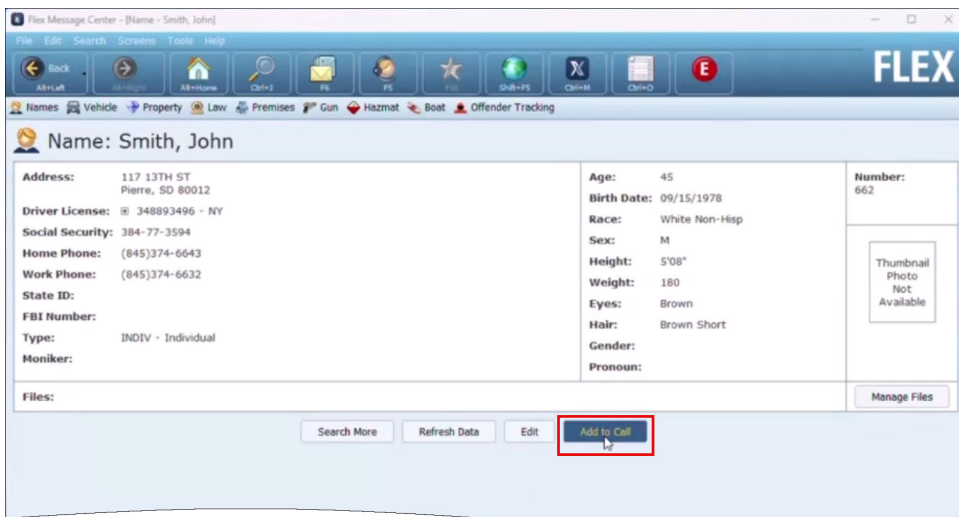 Flex Message Center - [Name - Smith, John]
File Edit Search Screens Tools Help
Back
Alt+Left
Alt+Right
Alt+Home
Ctrl+J
F6
F5
Shift+F5
Ctrl+M
Ctrl+O
X
E
FLEX
Names Vehicle Property Law Premises Gun Hazmat Boat Offender Tracking
Name: Smith, John
Address: 117 13TH ST
Pierre, SD 80012
Driver License: 348893496 - NY
Social Security: 384-77-3594
Home Phone: (845)374-6643
Work Phone: (845)374-6632
State ID:
FBI Number:
Type: INDIV - Individual
Moniker:
Age: 45
Birth Date: 09/15/1978
Race: White Non-Hisp
Sex: M
Height: 5'08"
Weight: 180
Eyes: Brown
Hair: Brown Short
Gender:
Pronoun:
Number:
662
Thumbnail
Photo
Not
Available
Files:
Manage Files
Search More Refresh Data Edit Add to Call